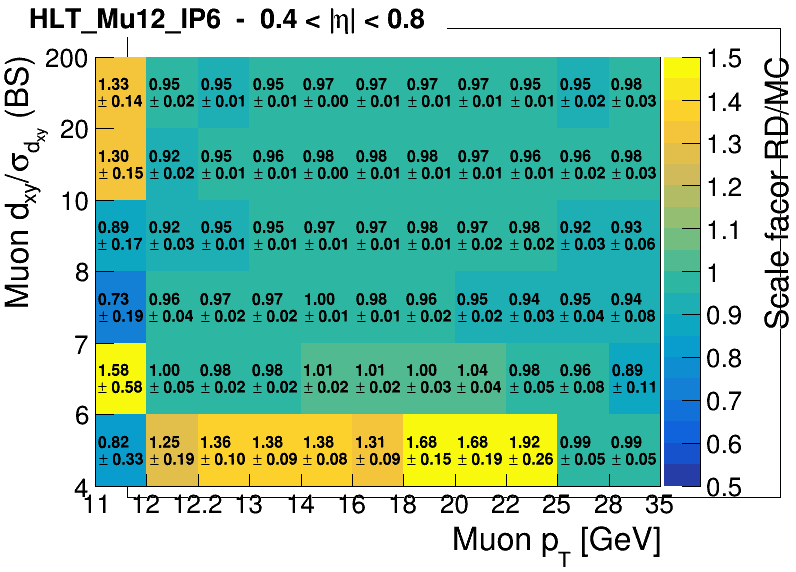 HLT_Mu12_IP6 - 0.4 < |η| < 0.8
Muon d_xy/σ_d_xy (BS)
200
20
10
8
7
6
4
1.33 0.95 0.95 0.95 0.97 0.97 0.97 0.97 0.95 0.95 0.98
± 0.14 ± 0.02 ± 0.01 ± 0.01 ± 0.00 ± 0.01 ± 0.01 ± 0.01 ± 0.01 ± 0.02 ± 0.03
1.30 0.92 0.95 0.96 0.98 0.98 0.98 0.97 0.96 0.96 0.98
± 0.15 ± 0.02 ± 0.01 ± 0.01 ± 0.00 ± 0.01 ± 0.01 ± 0.01 ± 0.01 ± 0.02 ± 0.03
0.89 0.92 0.95 0.95 0.97 0.97 0.98 0.97 0.98 0.92 0.93
± 0.17 ± 0.03 ± 0.01 ± 0.01 ± 0.01 ± 0.01 ± 0.01 ± 0.02 ± 0.02 ± 0.03 ± 0.06
0.73 0.96 0.97 0.97 1.00 0.98 0.96 0.95 0.94 0.95 0.94
± 0.19 ± 0.04 ± 0.02 ± 0.02 ± 0.01 ± 0.01 ± 0.02 ± 0.02 ± 0.03 ± 0.04 ± 0.08
1.58 1.00 0.98 0.98 1.01 1.01 1.00 1.04 0.98 0.96 0.89
± 0.58 ± 0.05 ± 0.02 ± 0.02 ± 0.02 ± 0.02 ± 0.03 ± 0.04 ± 0.05 ± 0.08 ± 0.11
0.82 1.25 1.36 1.38 1.38 1.31 1.68 1.68 1.92 0.99 0.99
± 0.33 ± 0.19 ± 0.10 ± 0.09 ± 0.08 ± 0.09 ± 0.15 ± 0.19 ± 0.26 ± 0.05 ± 0.05
11 12 12.2 13 14 16 18 20 22 25 28 35
Muon p_T [GeV]
1.5
1.4
1.3
1.2
1.1
1
0.9
0.8
0.7
0.6
0.5
Scale facor RD/MC